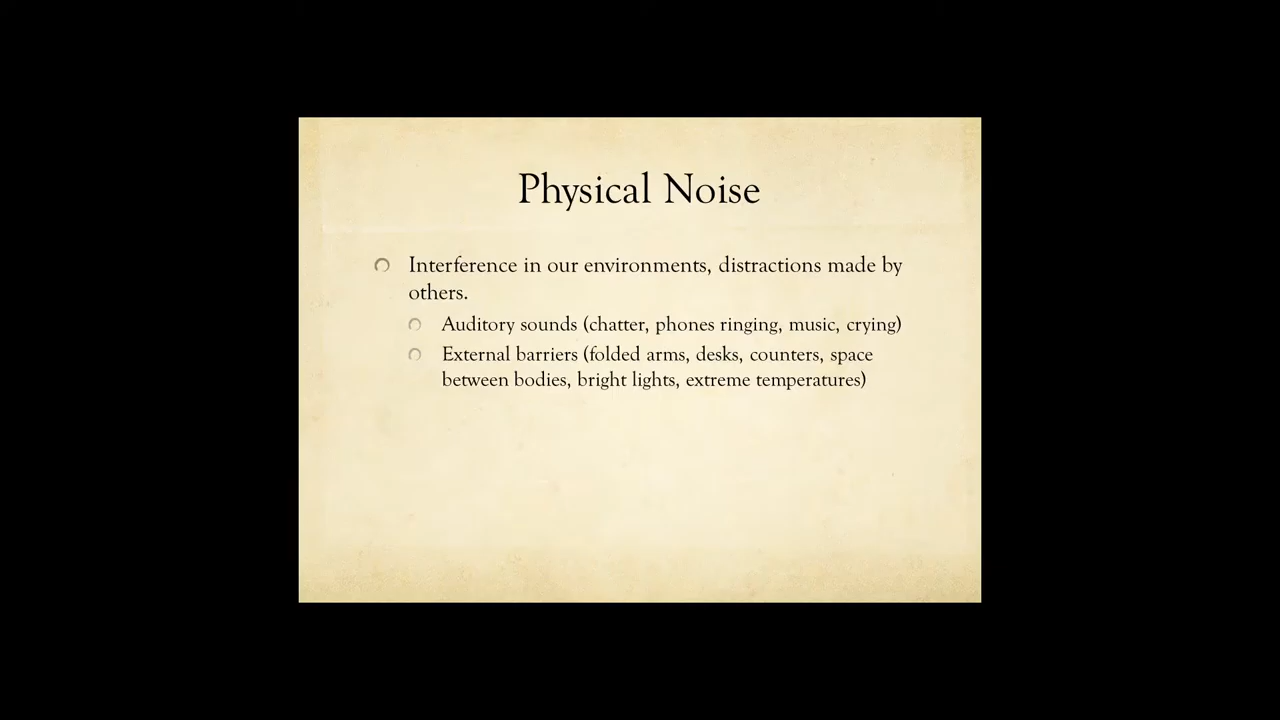 Physical Noise
Interference in our environments, distractions made by
others.
Auditory sounds (chatter, phones ringing, music, crying)
External barriers (folded arms, desks, counters, space
between bodies, bright lights, extreme temperatures)